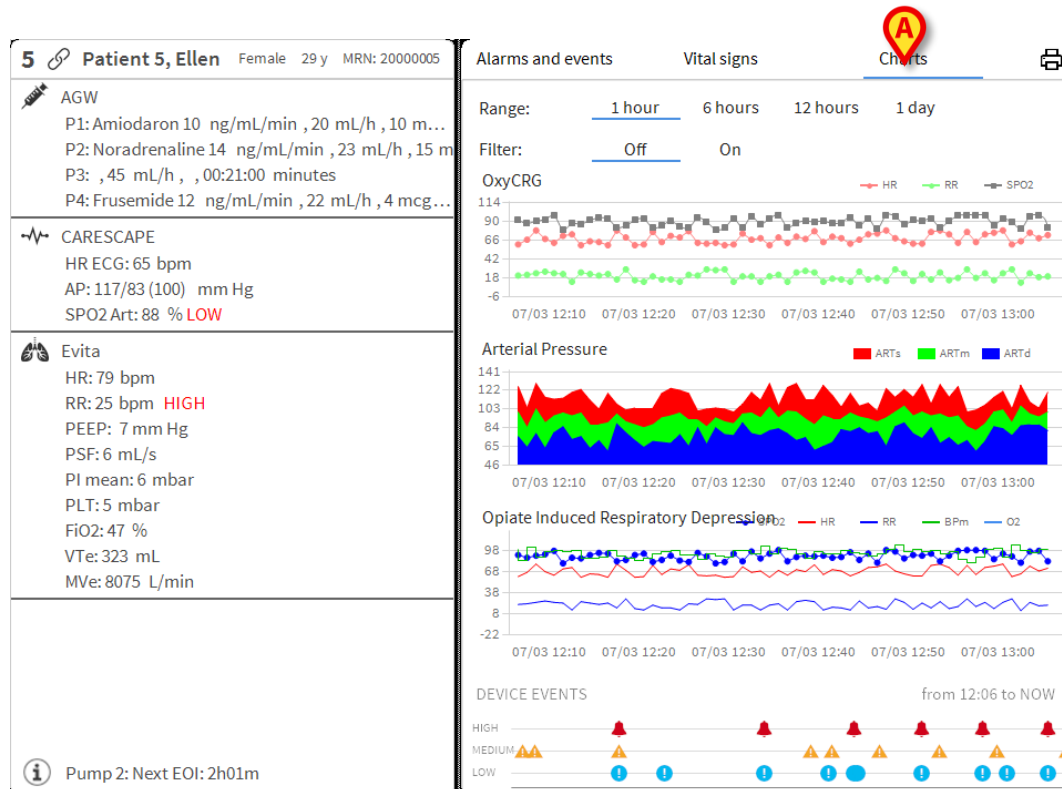 5 Patient 5, Ellen Female 29 y MRN: 20000005
AGW
P1: Amiodaron 10 ng/mL/min , 20 mL/h , 10 m...
P2: Noradrenaline 14 ng/mL/min , 23 mL/h , 15 m
P3: , 45 mL/h , , 00:21:00 minutes
P4: Frusemide 12 ng/mL/min , 22 mL/h , 4 mcg...
CARESCAPE
HR ECG: 65 bpm
AP: 117/83 (100) mm Hg
SPO2 Art: 88 % LOW
Evita
HR: 79 bpm
RR: 25 bpm HIGH
PEEP: 7 mm Hg
PSF: 6 mL/s
PI mean: 6 mbar
PLT: 5 mbar
FiO2: 47 %
VTe: 323 mL
MVe: 8075 L/min
Pump 2: Next EOI: 2h01m
A
Alarms and events Vital signs Charts
Range: 1 hour 6 hours 12 hours 1 day
Filter: Off On
OxyCRG
HR RR SPO2
114
90
66
42
18
-6
07/03 12:10 07/03 12:20 07/03 12:30 07/03 12:40 07/03 12:50 07/03 13:00
Arterial Pressure
ARTs ARTm ARTd
141
122
103
84
65
46
07/03 12:10 07/03 12:20 07/03 12:30 07/03 12:40 07/03 12:50 07/03 13:00
Opiate Induced Respiratory Depression
SPO2 HR RR BPm O2
98
68
38
8
-22
07/03 12:10 07/03 12:20 07/03 12:30 07/03 12:40 07/03 12:50 07/03 13:00
DEVICE EVENTS from 12:06 to NOW
HIGH
MEDIUM
LOW